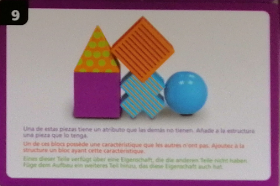 9
Una de estas piezas tiene un atributo que las demás no tienen. Añade a la estructura
una pieza que lo tenga.
Un de ces blocs possède une caractéristique que les autres n'ont pas. Ajoutez à la
structure un bloc ayant cette caractéristique.
Eines dieser Teile verfügt über eine Eigenschaft, die die anderen Teile nicht haben.
Füge dem Aufbau ein weiteres Teil hinzu, das diese Eigenschaft auch hat.